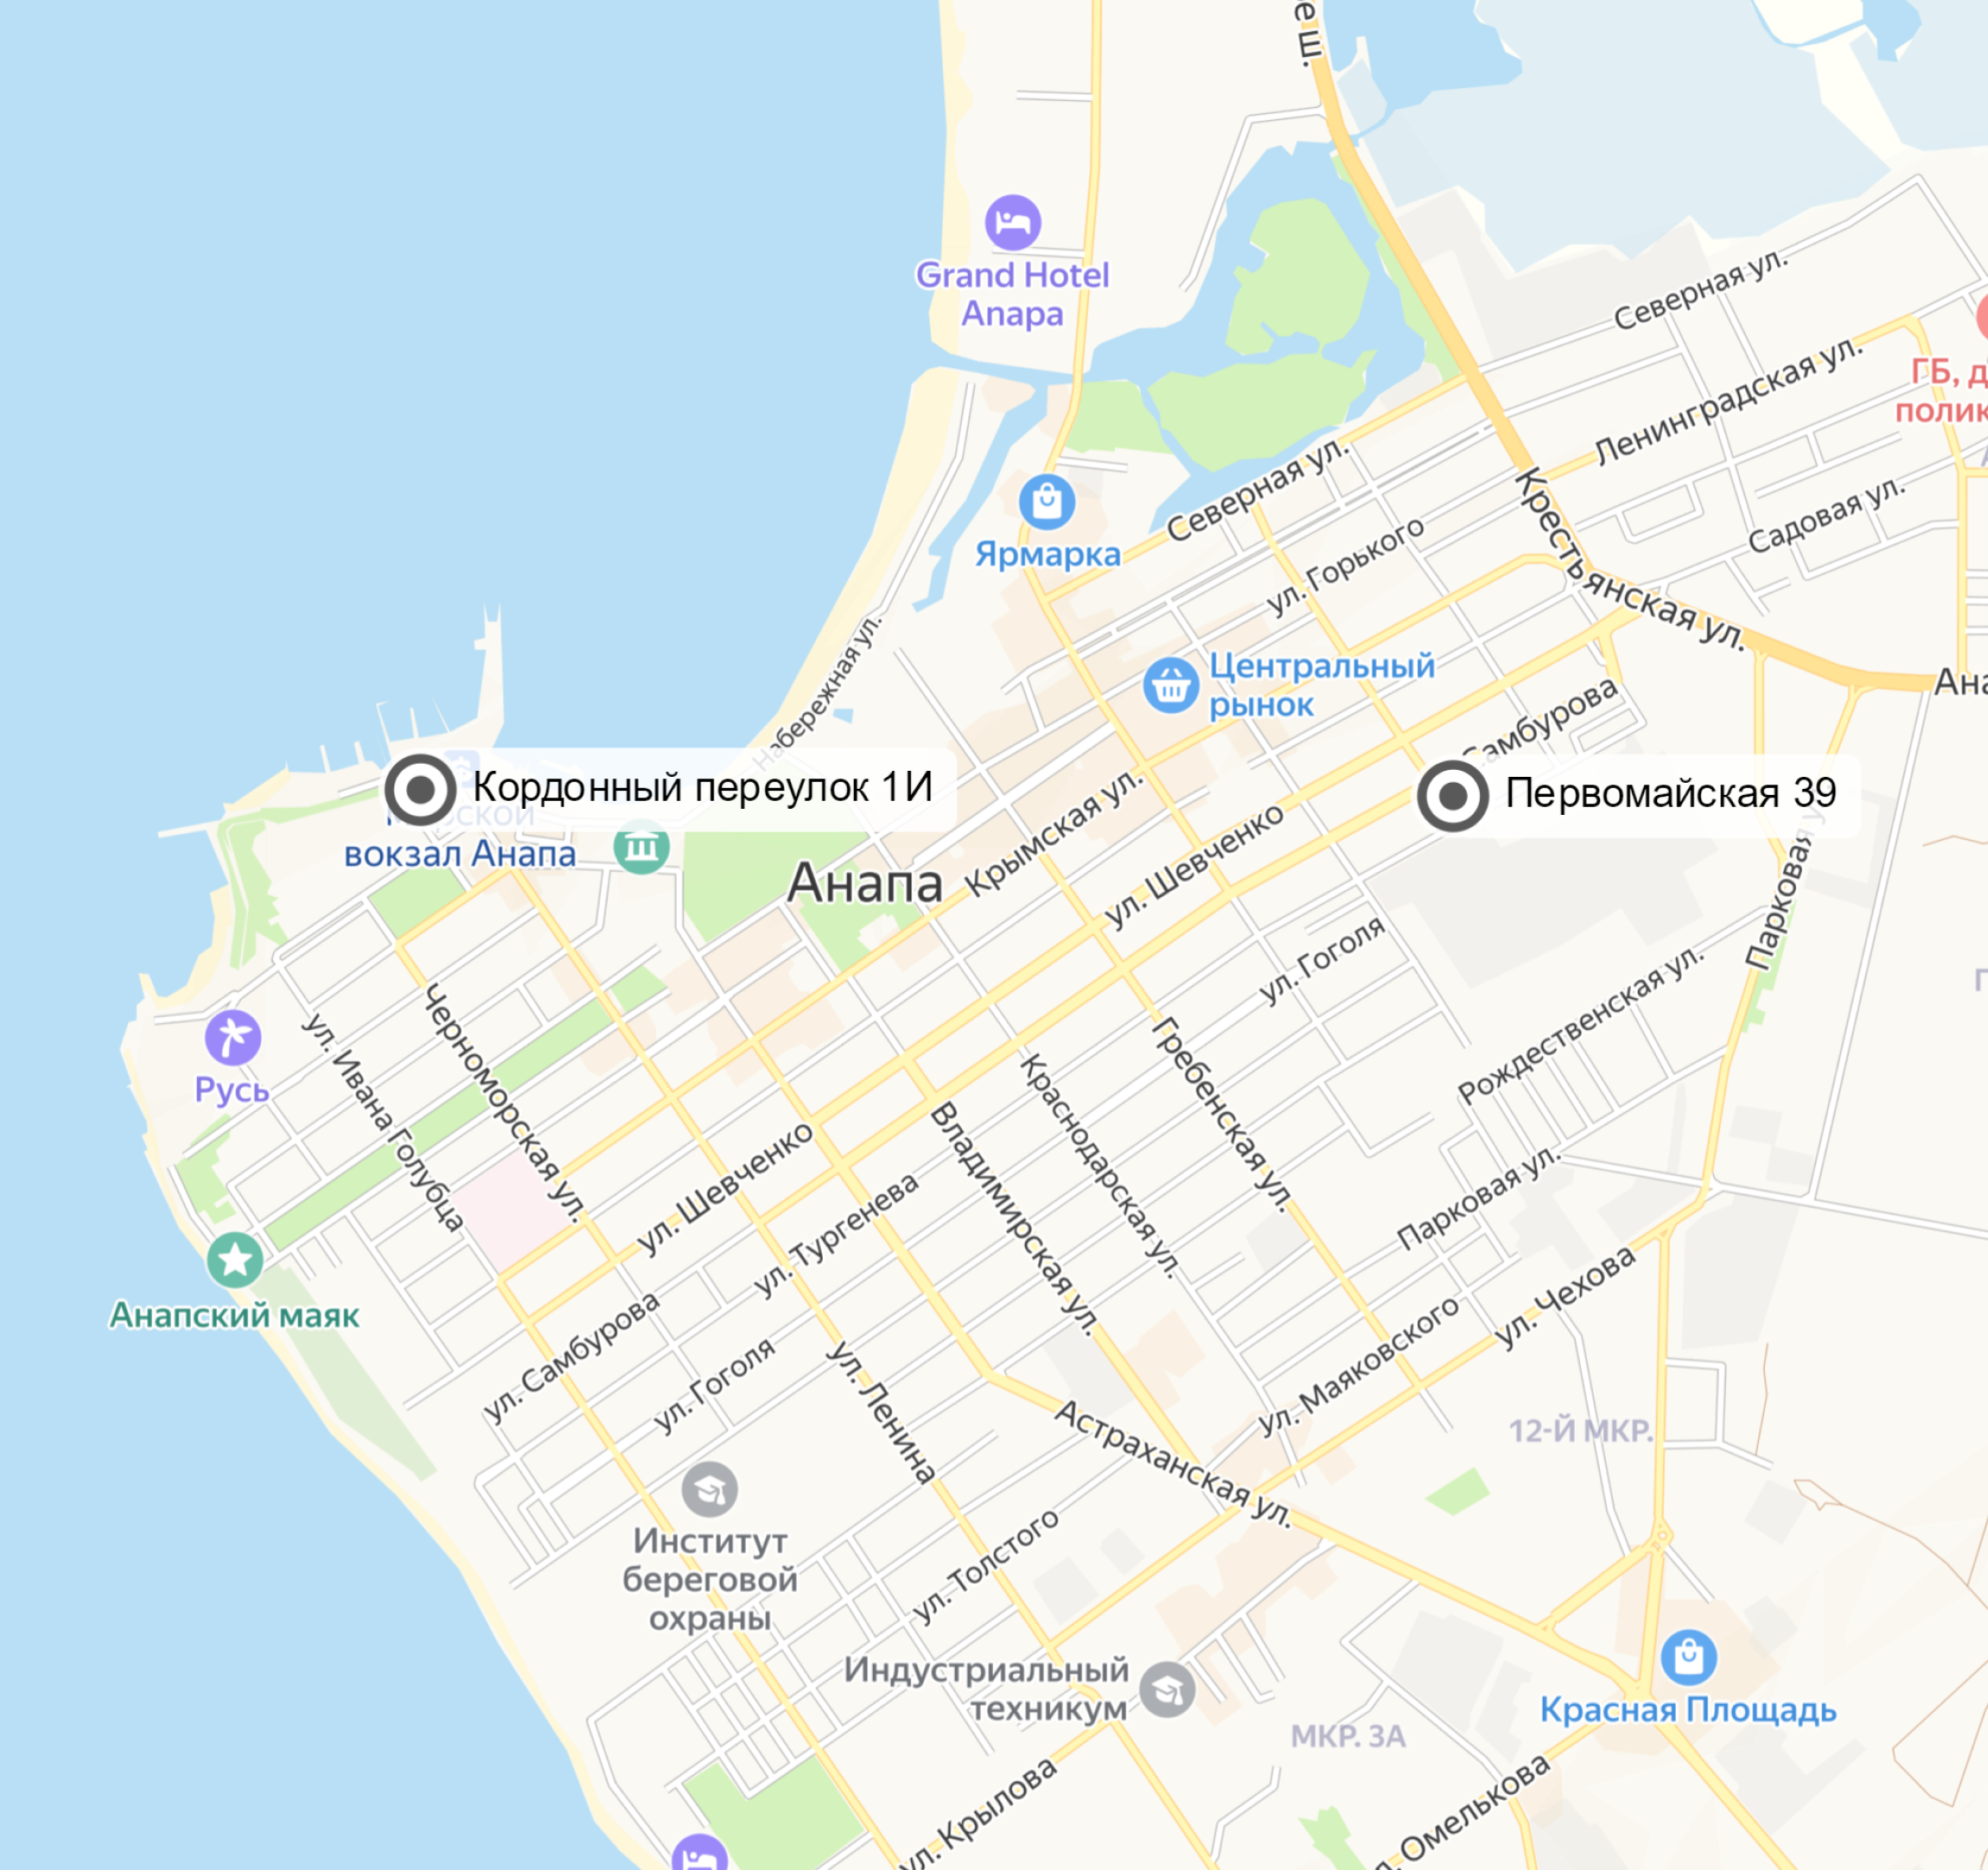 еш.
Grand Hotel
Anapa
Северная ул.
Ленинградская ул.
ГБ, д
полик
Садовая ул.
Северная ул.
ул. Горького
Крестьянская ул.
Ярмарка
Набережная ул.
Центральный
рынок
Ана
Самбурова
Кордонный переулок 1И
Первомайская 39
вокзал Анапа
Анапа
Крымская ул.
ул. Шевченко
Парковая у
ул. Гоголя
Рождественская ул.
Русь
ул. Ивана Голубца
Черноморская ул.
Гребенская ул.
Краснодарская ул.
Владимирская ул.
ул. Шевченко
ул. Тургенева
Парковая ул.
ул. Чехова
Анапский маяк
ул. Самбурова
ул. Гоголя
ул. Ленина
ул. Маяковского
Астраханская ул.
12-Й МКР.
Институт
береговой
охраны
ул. Толстого
Индустриальный
техникум
МКР. 3А
Красная Площадь
ул. Крылова
л. Омелькова